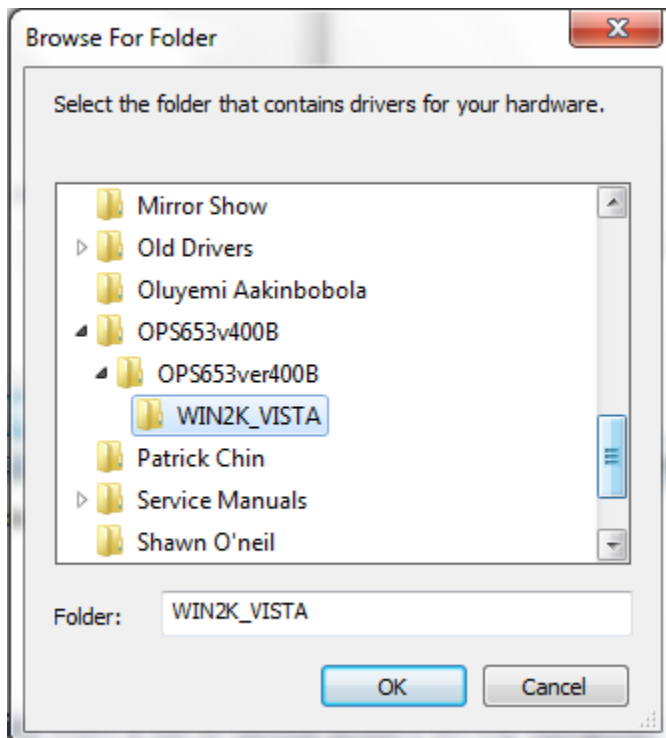 Browse For Folder
Select the folder that contains drivers for your hardware.
Mirror Show
Old Drivers
Oluyemi Aakinbobola
OPS653v400B
OPS653ver400B
WIN2K_VISTA
Patrick Chin
Service Manuals
Shawn O'neil
Folder: WIN2K_VISTA
OK Cancel